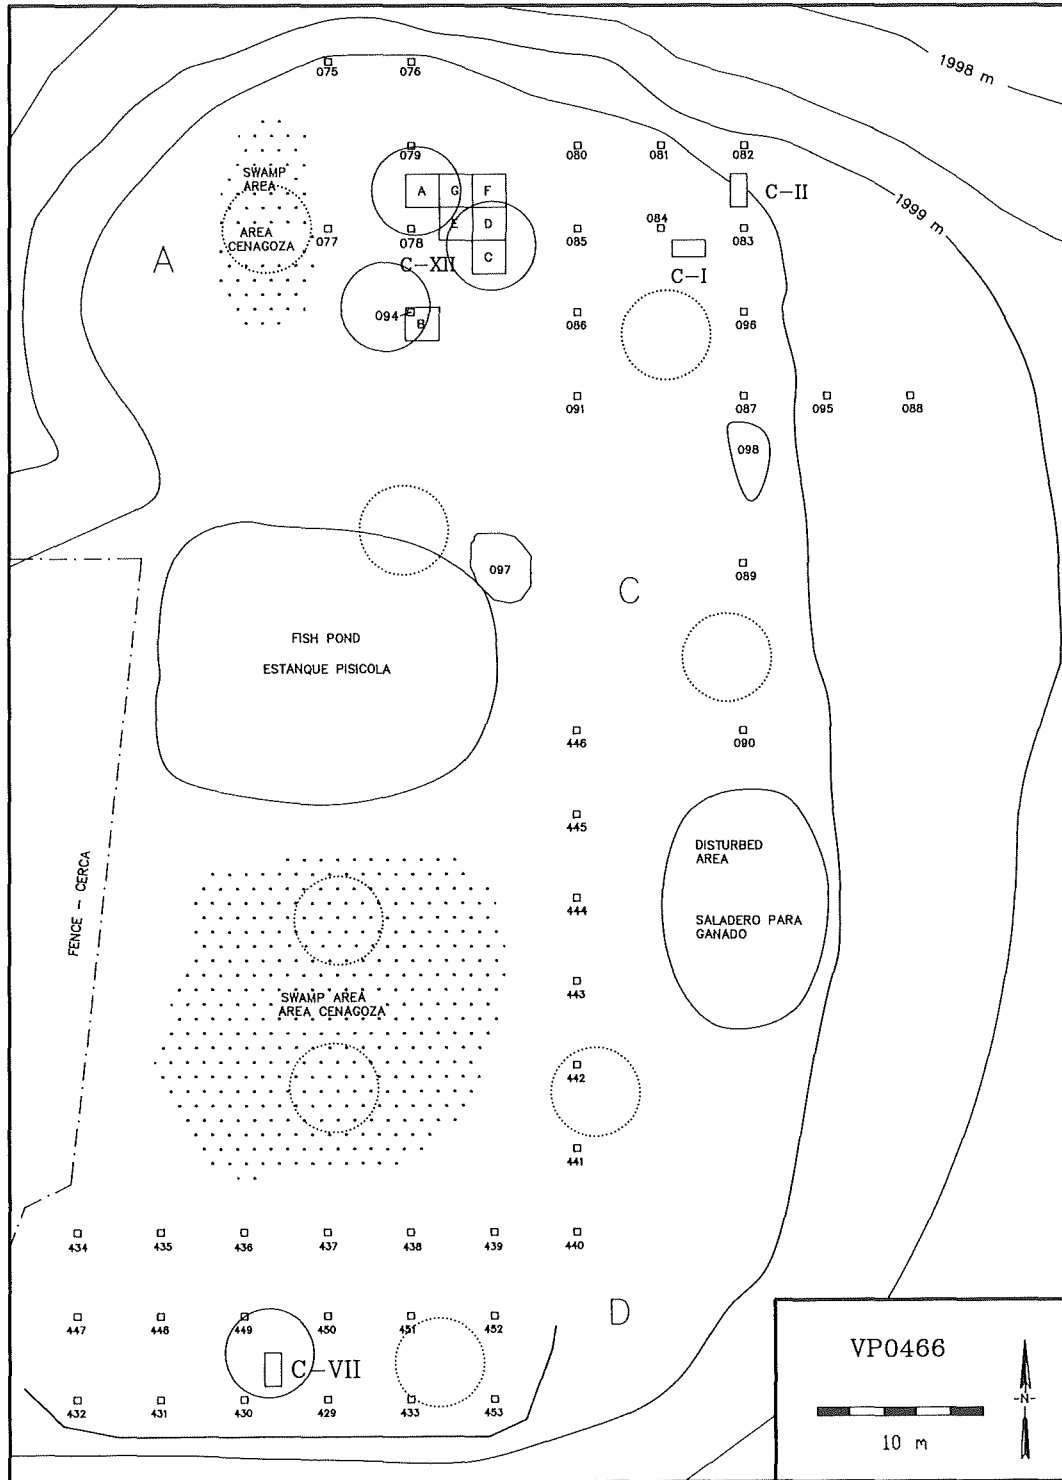 1998 m
075 076
079 080 081 082
SWAMP
AREA
A G F
C-II
1999 m
AREA
CENAGOZA
E D
084
077 078 085 083
A
C-XII
C
C-I
094 B 086 096
091 087 095 088
098
097
089
C
FISH POND
ESTANQUE PISICOLA
446 090
445
DISTURBED
AREA
FENCE - CERCA
444
SALADERO PARA
GANADO
443
SWAMP AREA
AREA CENAGOZA
442
441
434 435 436 437 438 439 440
D
447 448 449 450 451 452
VP0466
C-VII
-N-
432 431 430 429 433 453
10 m